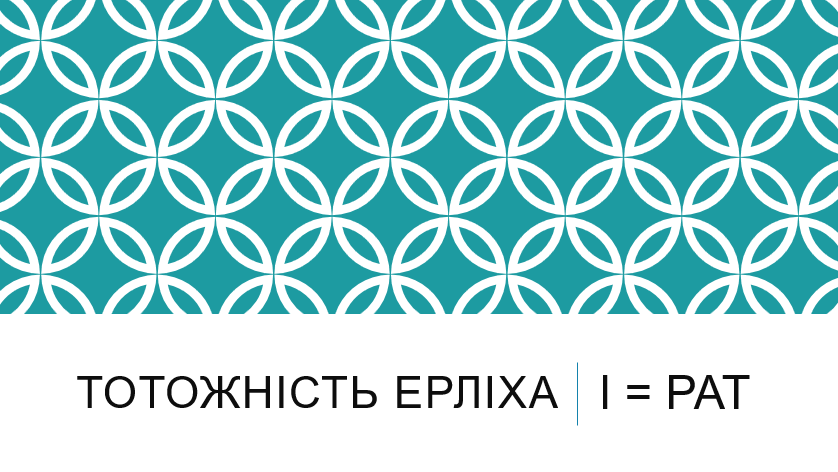 ТОТОЖНІСТЬ ЕРЛІХА
I = PAT